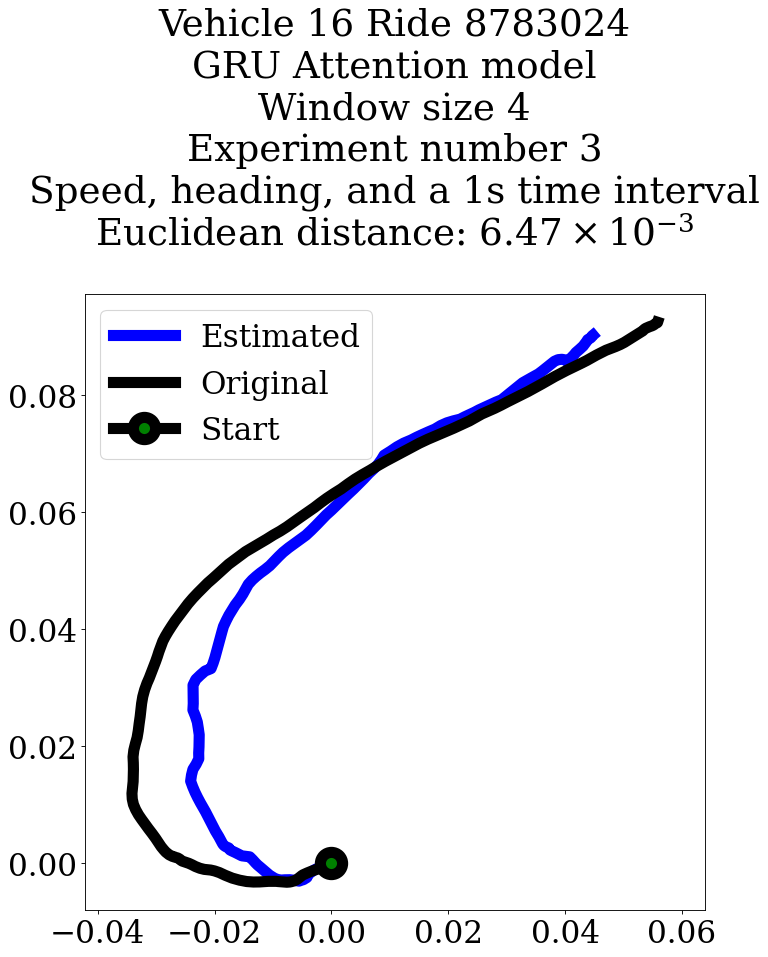 Vehicle 16 Ride 8783024
GRU Attention model
Window size 4
Experiment number 3
Speed, heading, and a 1s time interval
Euclidean distance: 6.47 × 10⁻³
Estimated
Original
Start
0.08
0.06
0.04
0.02
0.00
−0.04 −0.02 0.00 0.02 0.04 0.06